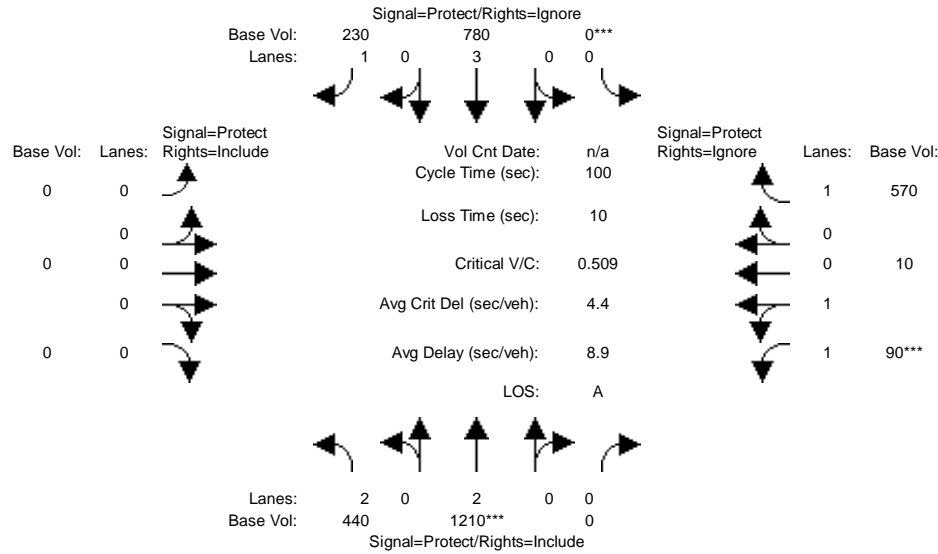 Signal=Protect/Rights=Ignore
Base Vol: 230 780 0***
Lanes: 1 0 3 0 0
Signal=Protect
Base Vol: Lanes: Rights=Include
Vol Cnt Date: n/a
Signal=Protect
Rights=Ignore Lanes: Base Vol:
Cycle Time (sec): 100
0 0
1 570
Loss Time (sec): 10
0
0
0 0
Critical V/C: 0.509
0 10
0
Avg Crit Del (sec/veh): 4.4
1
0 0
Avg Delay (sec/veh): 8.9
1 90***
LOS: A
Lanes: 2 0 2 0 0
Base Vol: 440 1210*** 0
Signal=Protect/Rights=Include